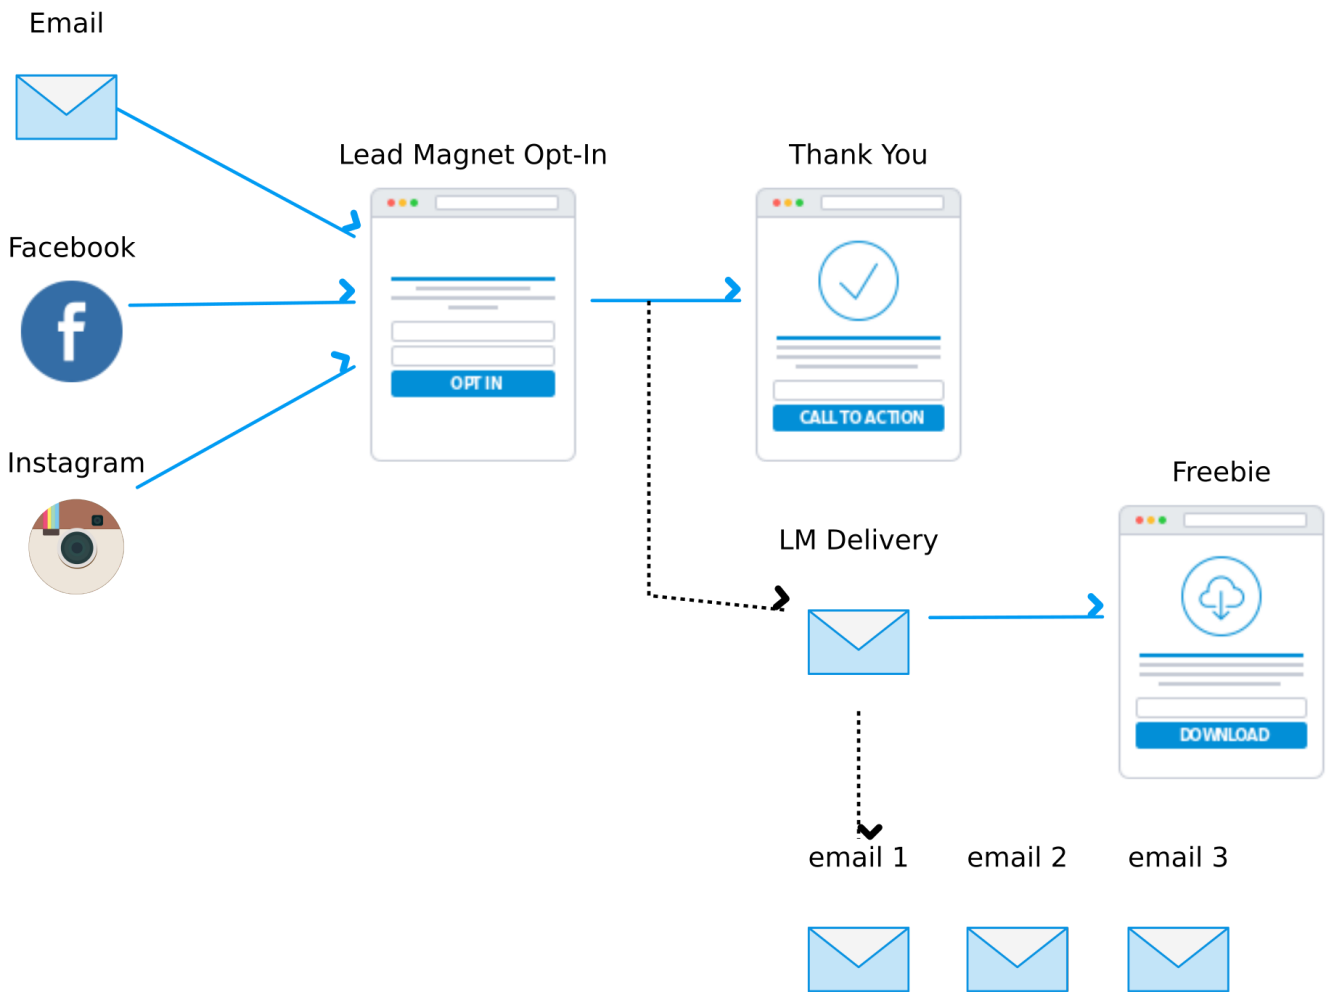 Email
Lead Magnet Opt-In
Thank You
Facebook
f
OPT IN
CALL TO ACTION
Instagram
Freebie
LM Delivery
DOWNLOAD
email 1
email 2
email 3